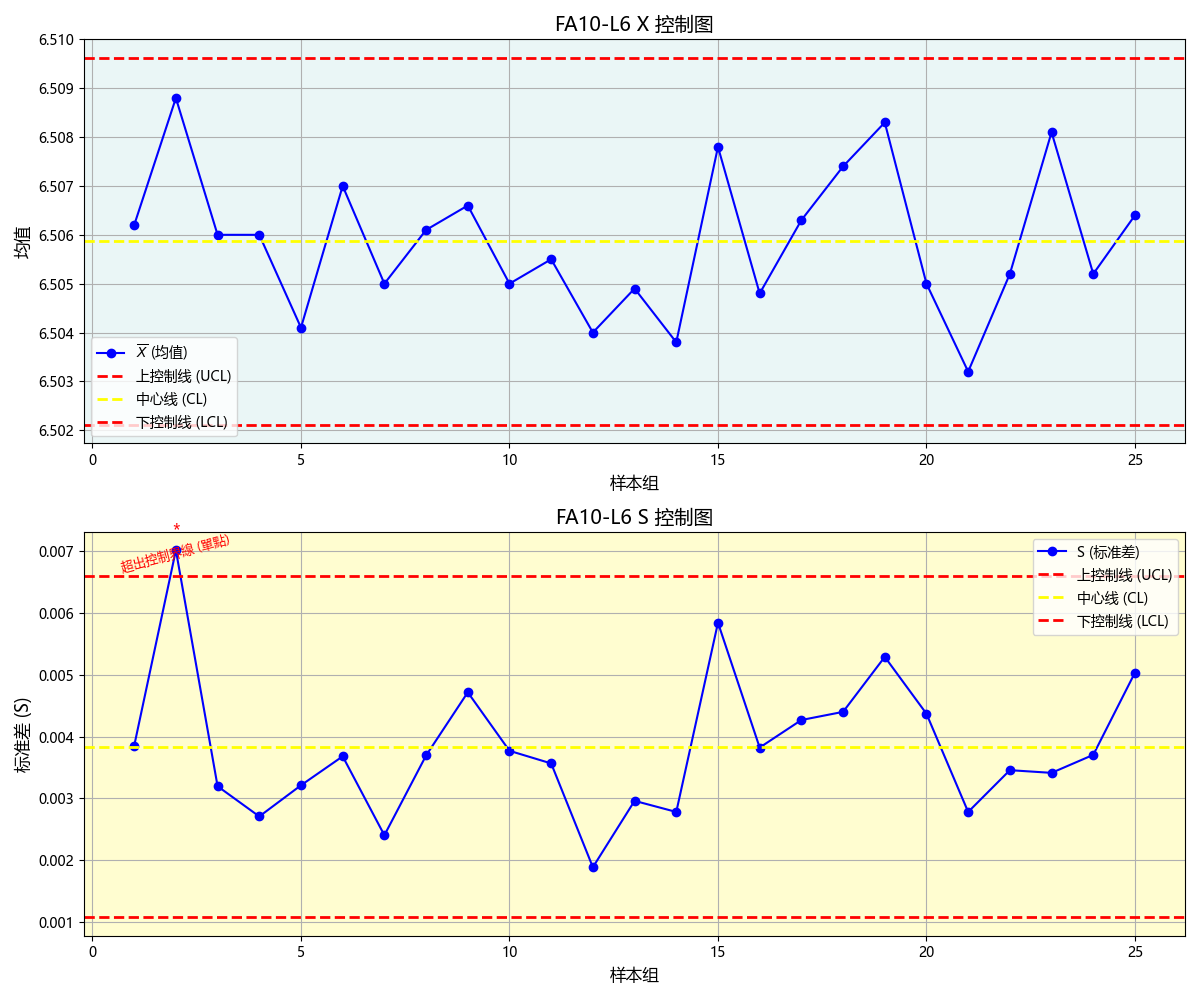 FA10-L6 X 控制图
6.510
6.509
6.508
6.507
6.506
6.505
6.504
6.503
6.502
均值
X (均值)
上控制线 (UCL)
中心线 (CL)
下控制线 (LCL)
0 5 10 15 20 25
样本组
FA10-L6 S 控制图
*
超出控制界線 (單點)
0.007
0.006
0.005
0.004
0.003
0.002
0.001
标准差 (S)
S (标准差)
上控制线 (UCL)
中心线 (CL)
下控制线 (LCL)
0 5 10 15 20 25
样本组